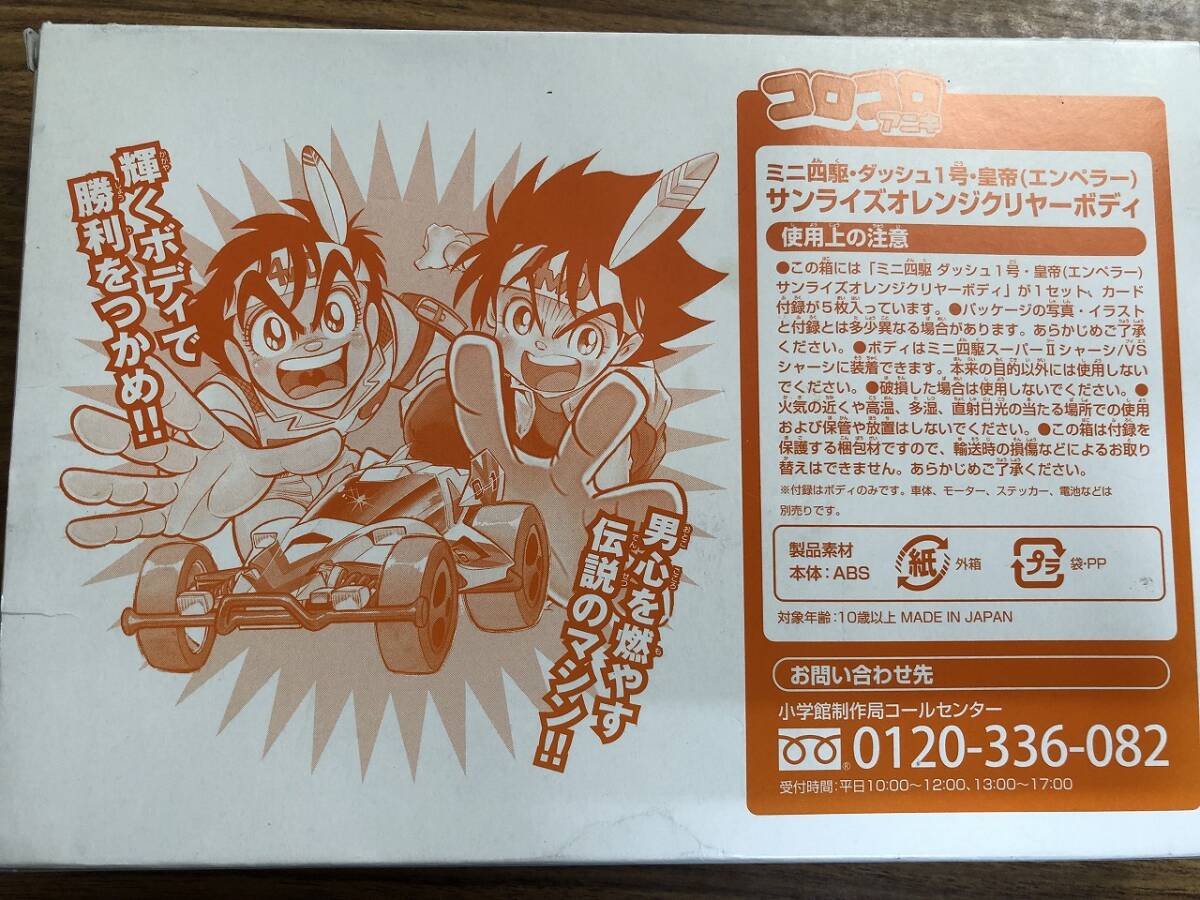 輝くボディで
勝利をつかめ!!
男心を燃やす
伝説のマシン!!
コロコロ
アニキ
ミニ四駆・ダッシュ1号・皇帝(エンペラー)
サンライズオレンジクリヤーボディ
使用上の注意
●この箱には「ミニ四駆 ダッシュ1号・皇帝(エンペラー)
サンライズオレンジクリヤーボディ」が1セット、カード
付録が5枚入っています。●パッケージの写真・イラスト
と付録とは多少異なる場合があります。あらかじめご了承
ください。●ボディはミニ四駆スーパーⅡシャーシ/VS
シャーシに装着できます。本来の目的以外には使用しない
でください。●破損した場合は使用しないでください。●
火気の近くや高温、多湿、直射日光の当たる場所での使用
および保管や放置はしないでください。●この箱は付録を
保護する梱包材ですので、輸送時の損傷などによるお取り
替えはできません。あらかじめご了承ください。
※付録はボディのみです。車体、モーター、ステッカー、電池などは
別売りです。
製品素材
本体:ABS
紙 外箱
プラ 袋・PP
対象年齢:10歳以上 MADE IN JAPAN
お問い合わせ先
小学館制作局コールセンター
0120-336-082
受付時間:平日10:00〜12:00、13:00〜17:00